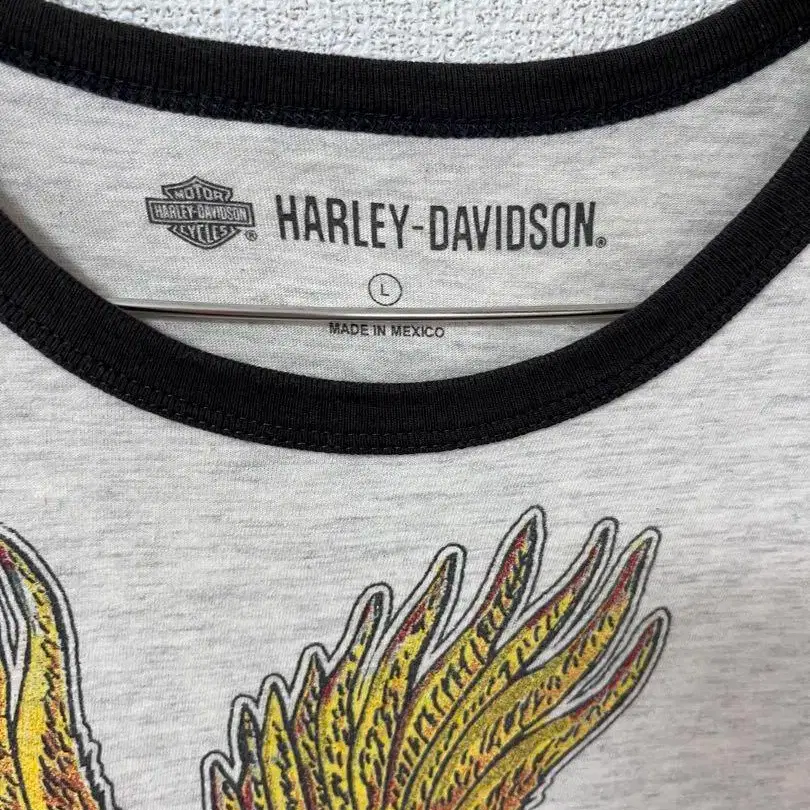 MOTOR
HARLEY-DAVIDSON
CYCLES
®
HARLEY-DAVIDSON®
L
MADE IN MEXICO